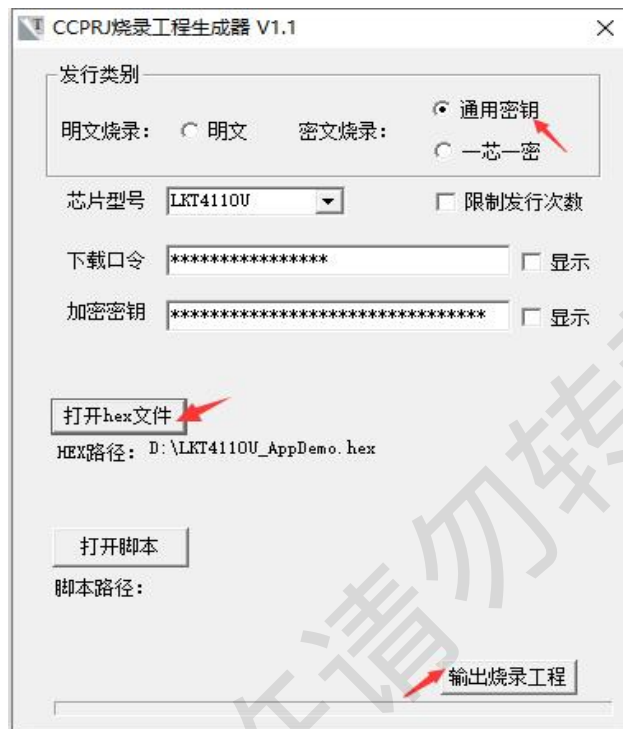 CCPRJ烧录工程生成器 V1.1
发行类别
明文烧录： 明文 密文烧录： 通用密钥
一芯一密
芯片型号 LKT4110U 限制发行次数
下载口令 **************** 显示
加密密钥 ******************************** 显示
打开hex文件
HEX路径： D:\LKT4110U_AppDemo.hex
打开脚本
脚本路径：
输出烧录工程
请勿转